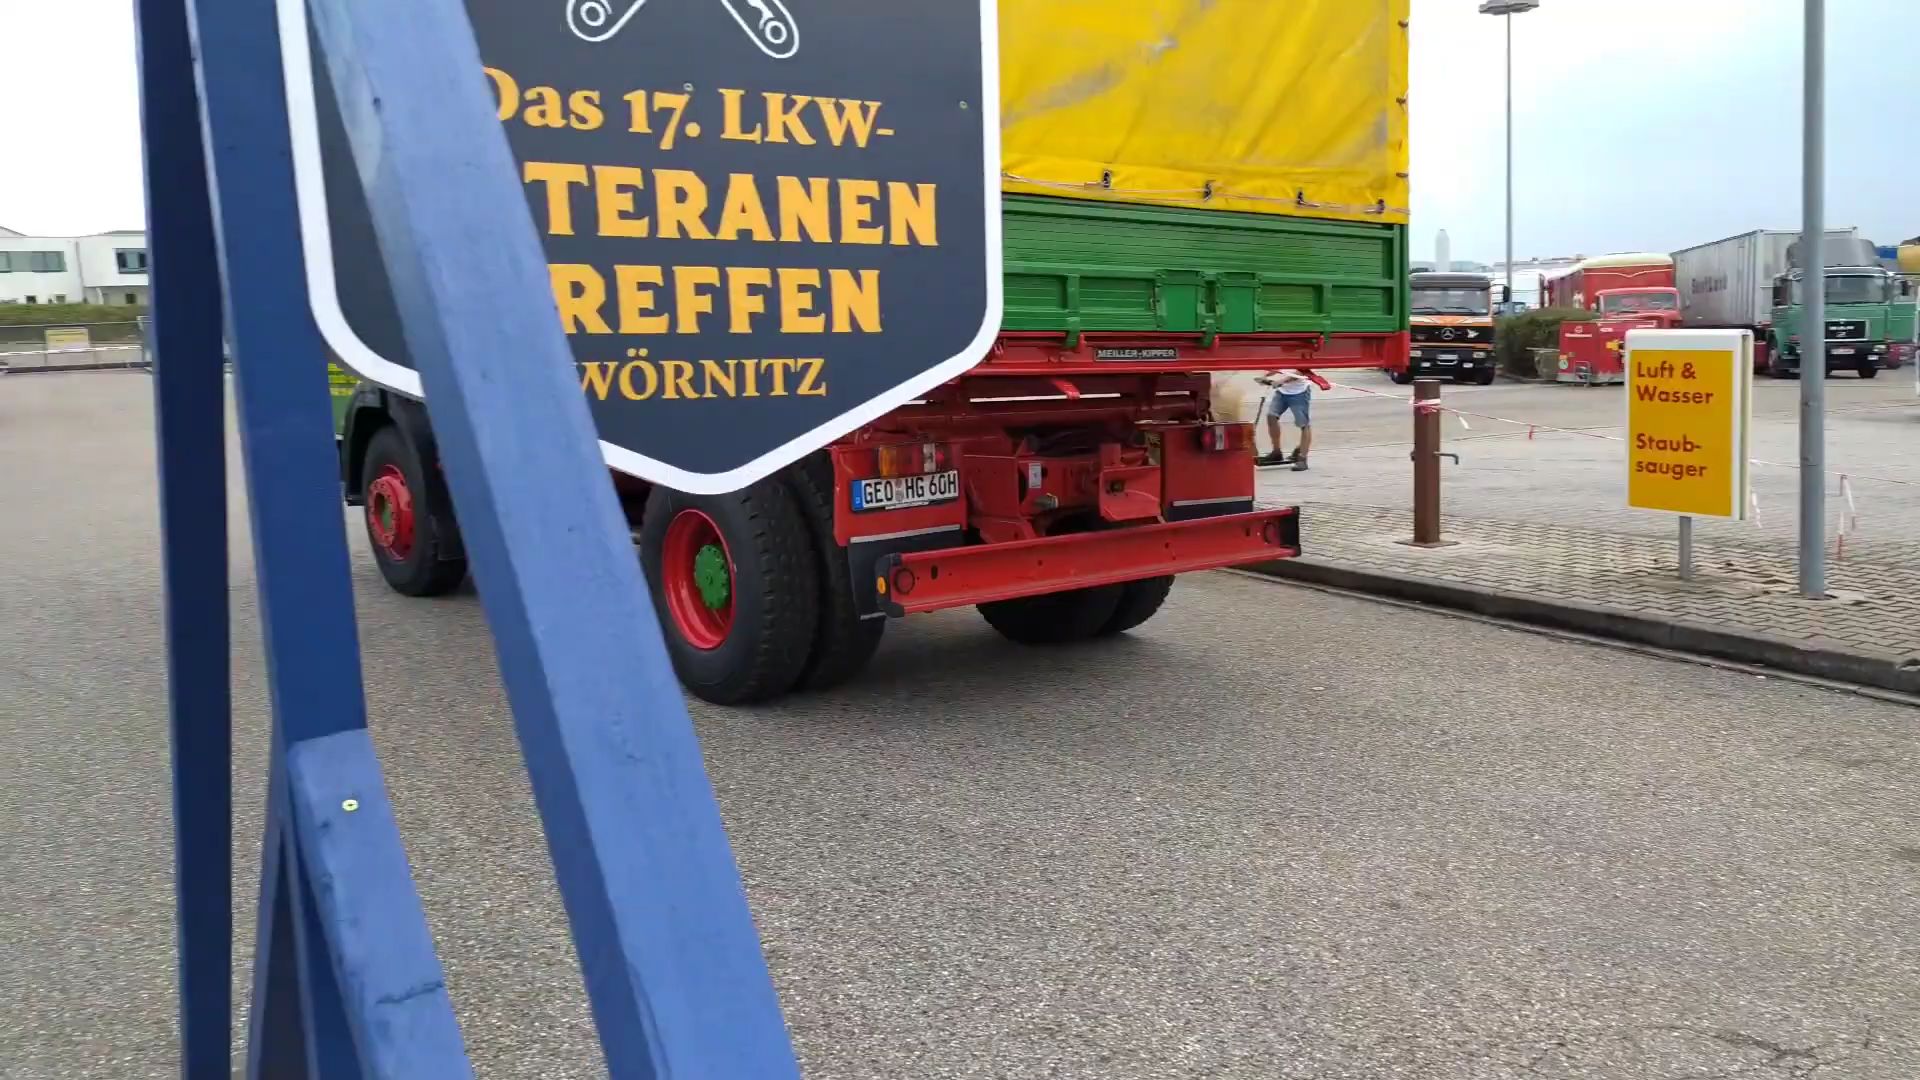 Das 17. LKW-
TERANEN
REFFEN
WÖRNITZ
MEILLER-KIPPER
GEO HG 60H
Luft &
Wasser
Staub-
sauger